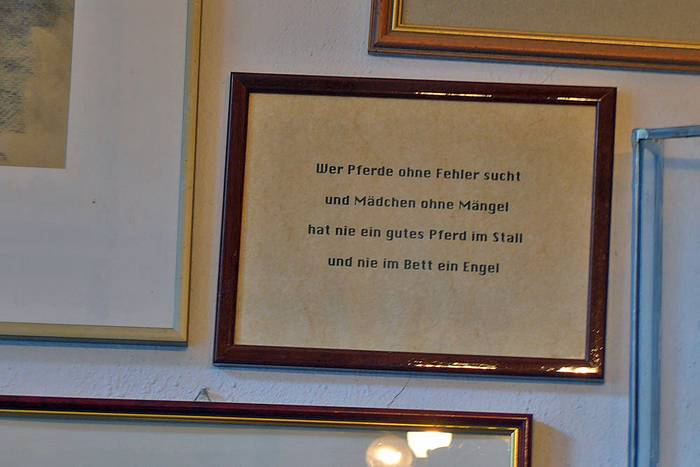 Wer Pferde ohne Fehler sucht
und Mädchen ohne Mängel
hat nie ein gutes Pferd im Stall
und nie im Bett ein Engel